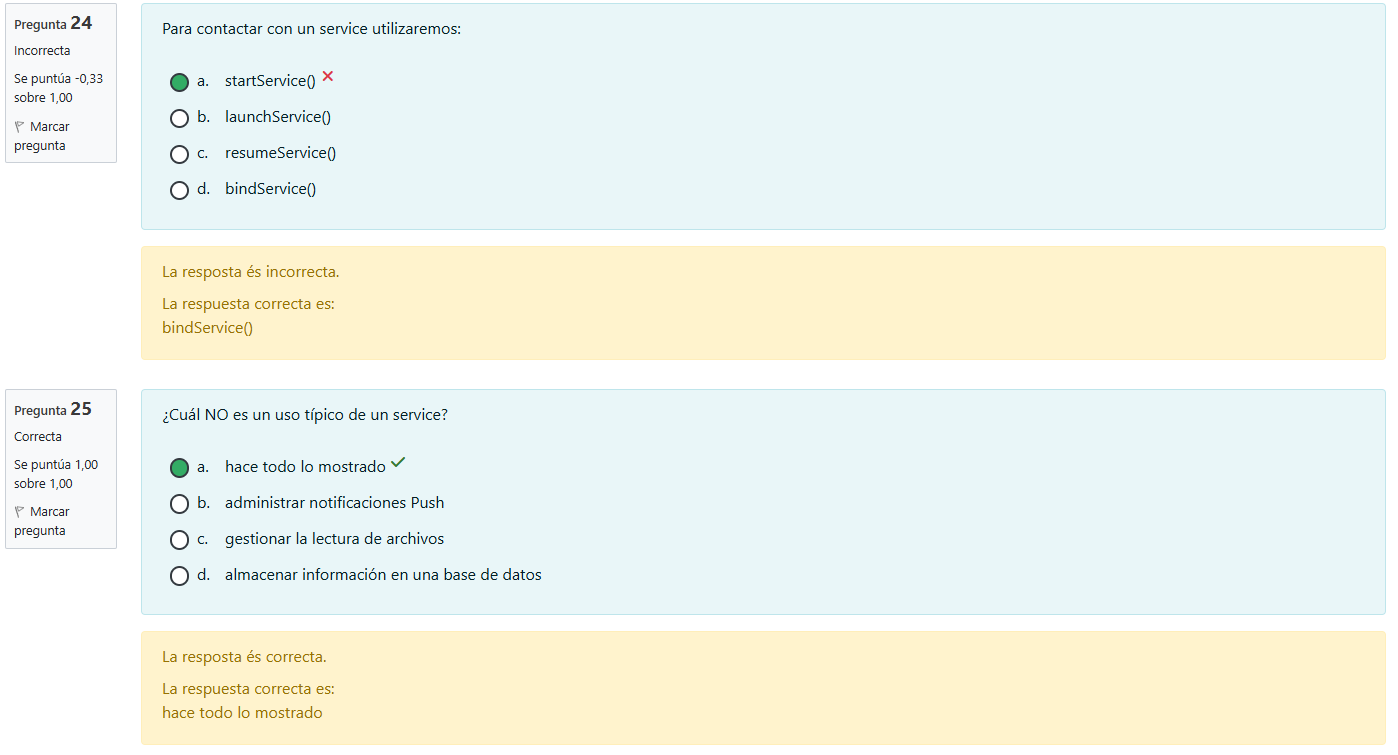 Pregunta 24
Incorrecta
Se puntúa -0,33
sobre 1,00
Marcar
pregunta
Para contactar con un service utilizaremos:
a. startService()
b. launchService()
c. resumeService()
d. bindService()
La resposta és incorrecta.
La respuesta correcta es:
bindService()
Pregunta 25
Correcta
Se puntúa 1,00
sobre 1,00
Marcar
pregunta
¿Cuál NO es un uso típico de un service?
a. hace todo lo mostrado
b. administrar notificaciones Push
c. gestionar la lectura de archivos
d. almacenar información en una base de datos
La resposta és correcta.
La respuesta correcta es:
hace todo lo mostrado